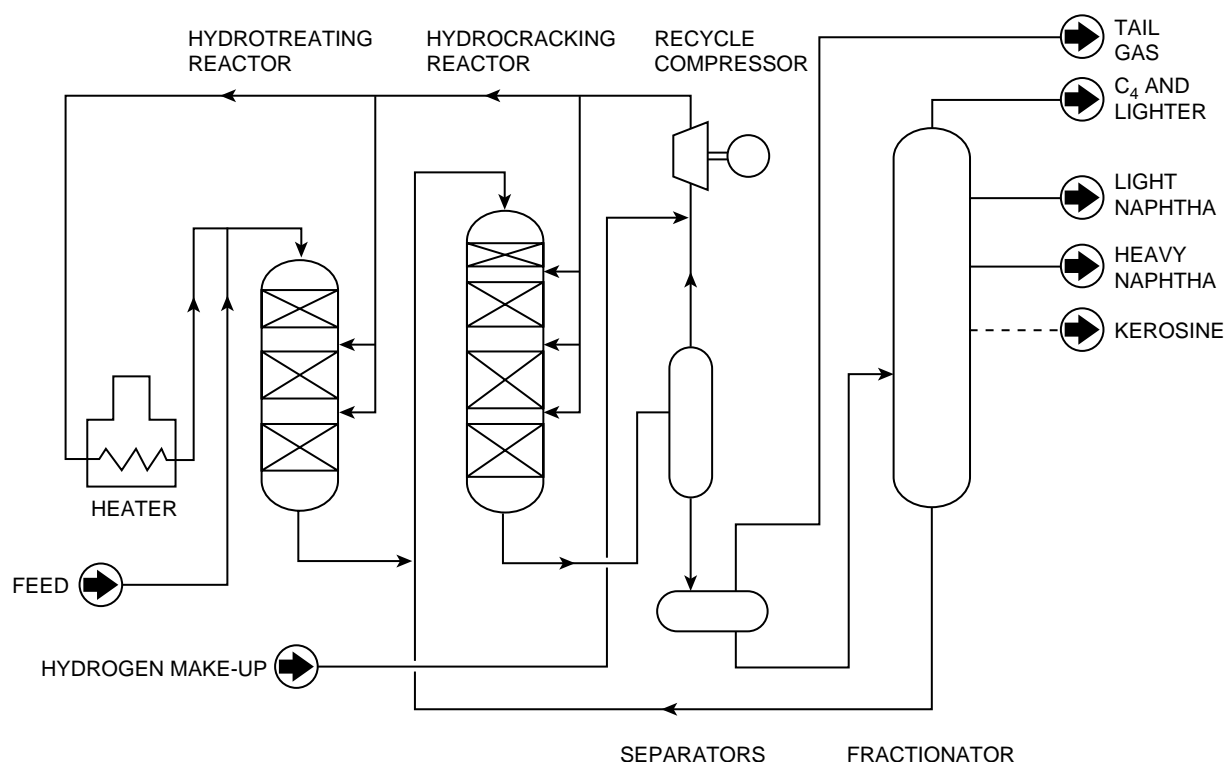 HYDROTREATING
REACTOR
HYDROCRACKING
REACTOR
RECYCLE
COMPRESSOR
TAIL
GAS
C₄ AND
LIGHTER
LIGHT
NAPHTHA
HEAVY
NAPHTHA
KEROSINE
HEATER
FEED
HYDROGEN MAKE-UP
SEPARATORS
FRACTIONATOR